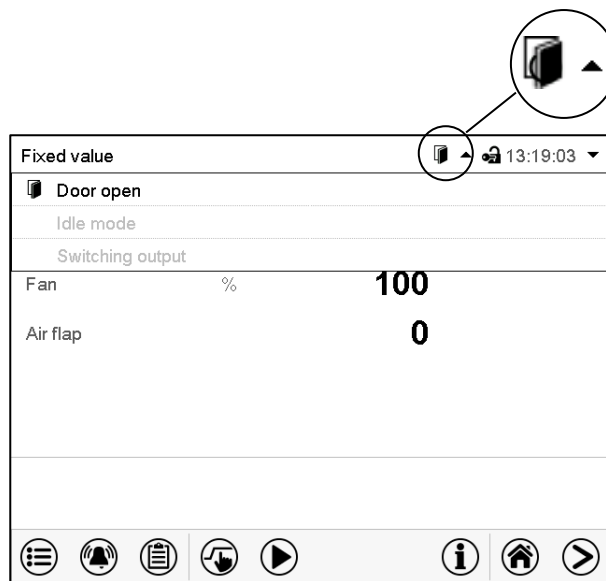 Fixed value 13:19:03
Door open
Idle mode
Switching output
Fan % 100
Air flap 0